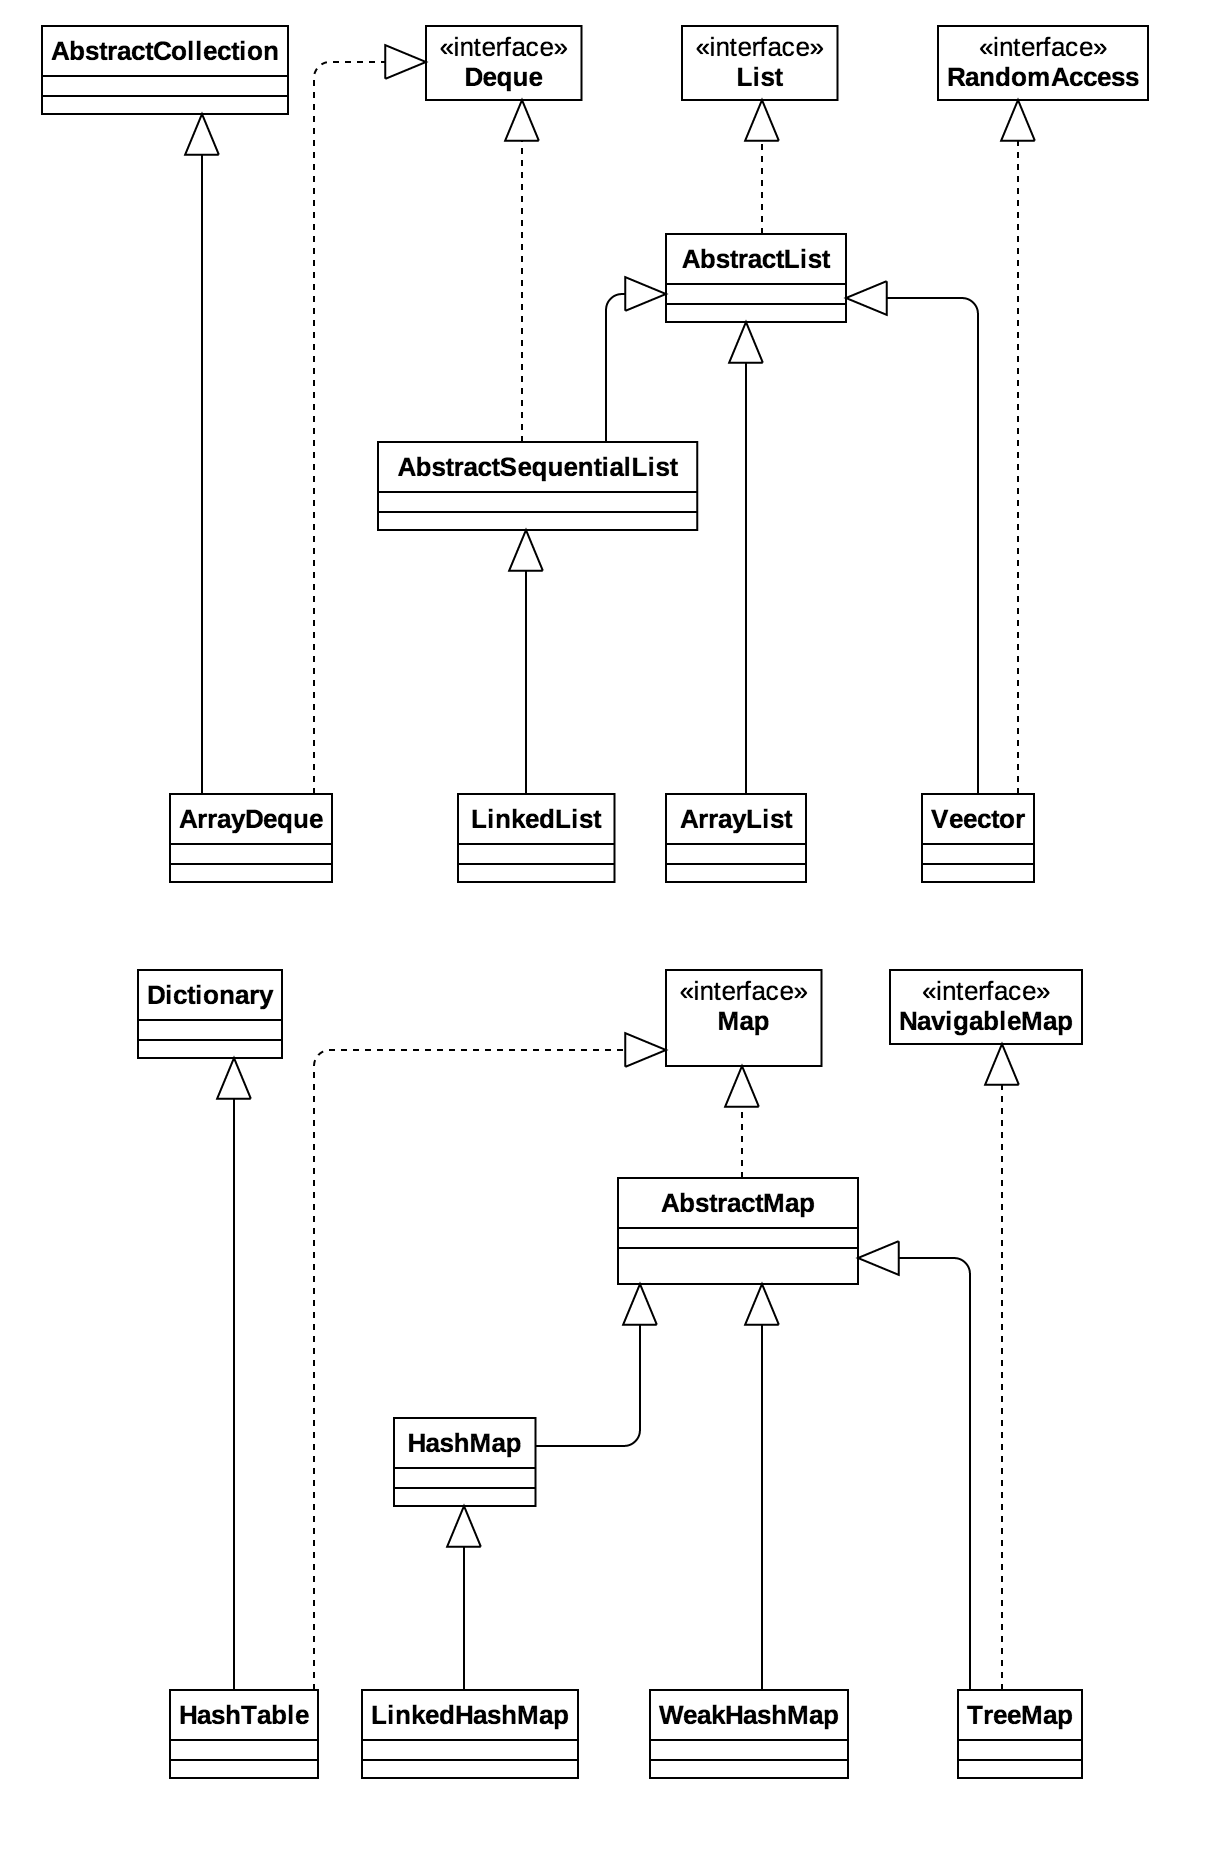 AbstractCollection
«interface»
Deque
«interface»
List
«interface»
RandomAccess
AbstractList
AbstractSequentialList
ArrayDeque
LinkedList
ArrayList
Veector
Dictionary
«interface»
Map
«interface»
NavigableMap
AbstractMap
HashMap
HashTable
LinkedHashMap
WeakHashMap
TreeMap